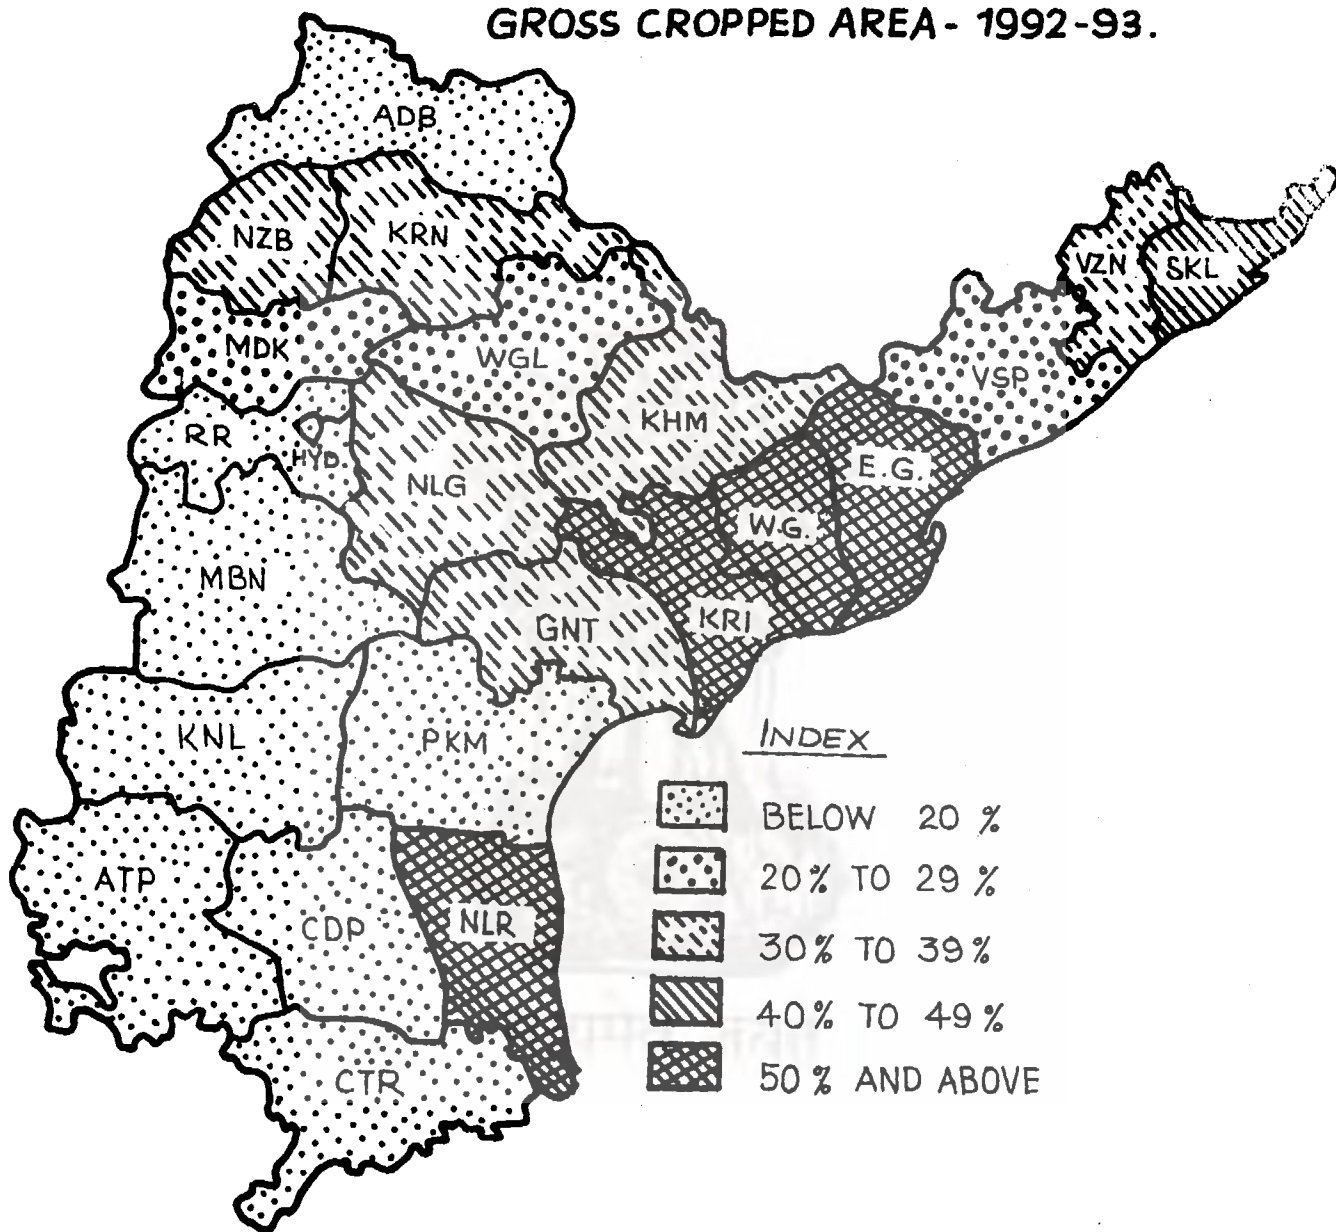 GROSS CROPPED AREA - 1992-93.
ADB
NZB
KRN
VZN
SKL
MDK
WGL
VSP
RR
HYD.
KHM
NLG
E.G.
W.G.
MBN
GNT
KRI
KNL
PKM
INDEX
BELOW 20 %
ATP
20% TO 29 %
CDP
NLR
30% TO 39%
40% TO 49%
CTR
50 % AND ABOVE